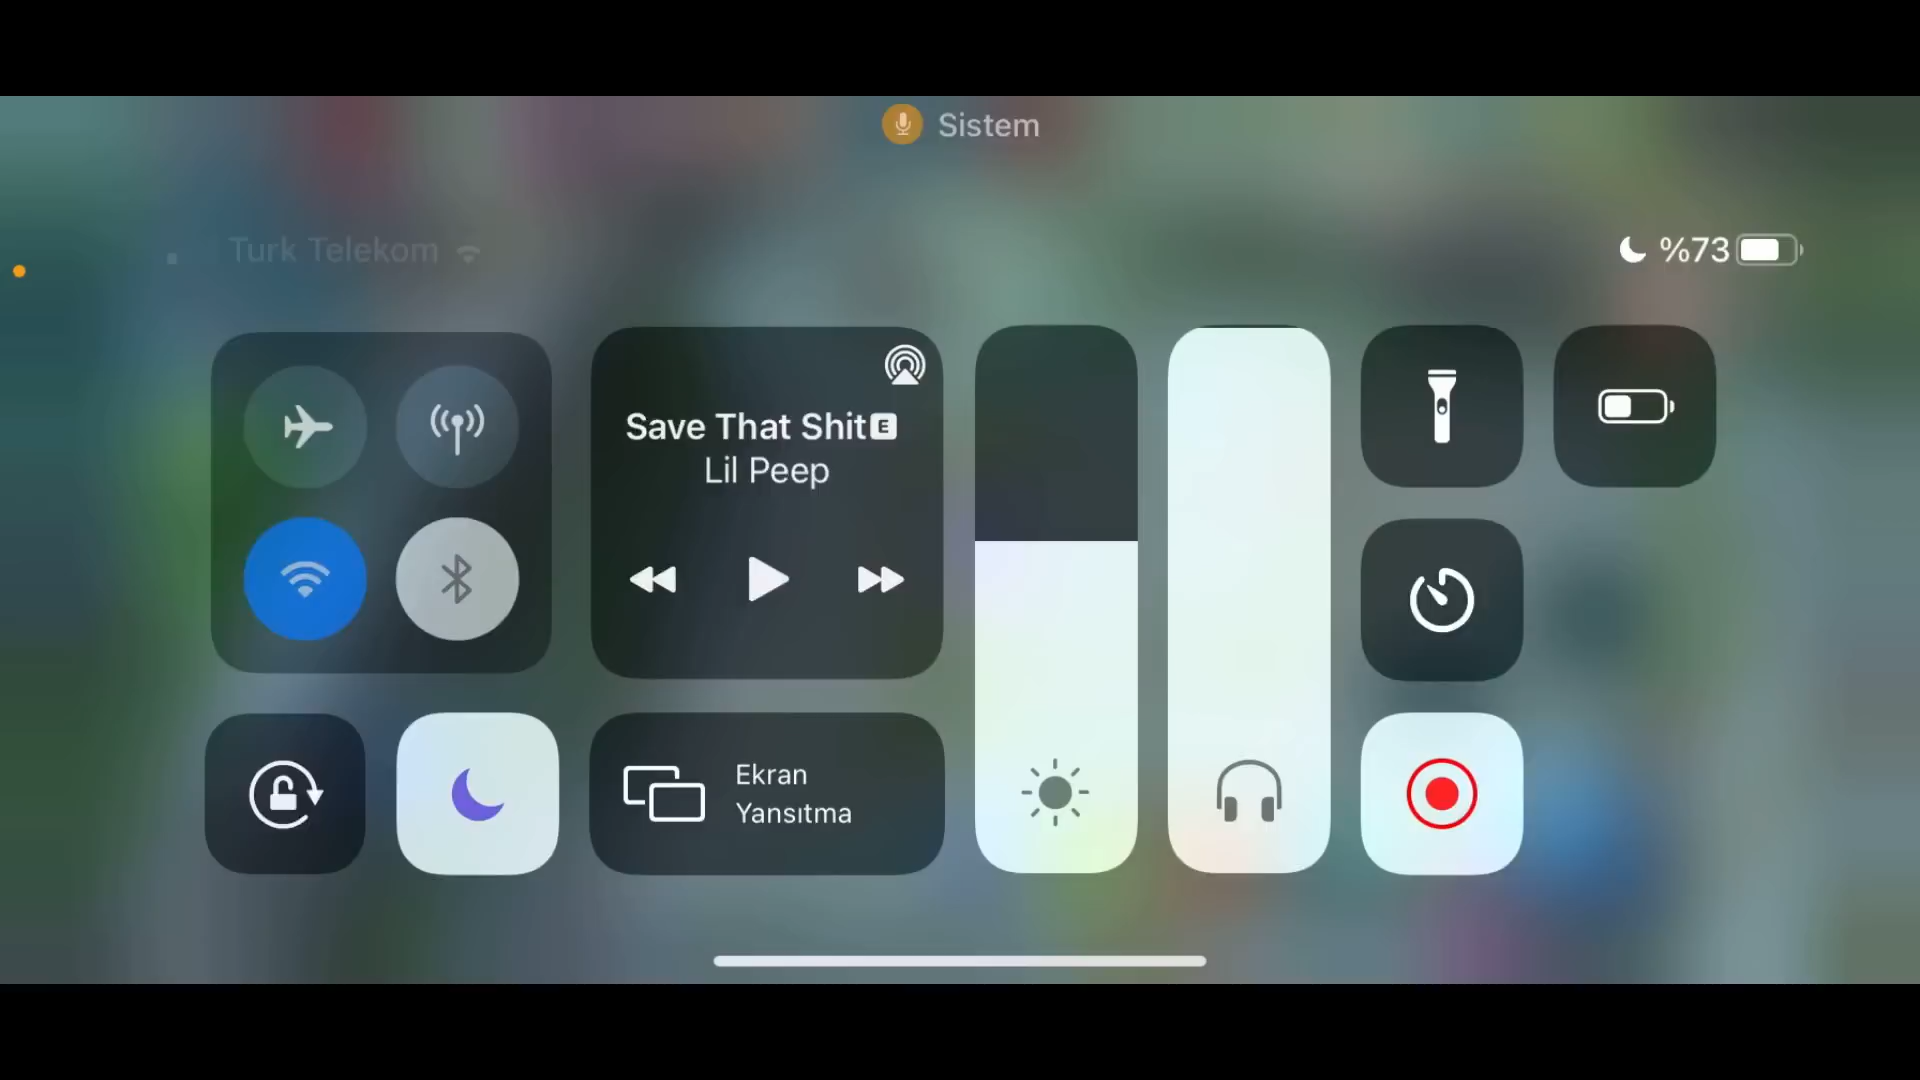 Sistem
Turk Telekom
%73
Save That Shit E
Lil Peep
Ekran
Yansıtma